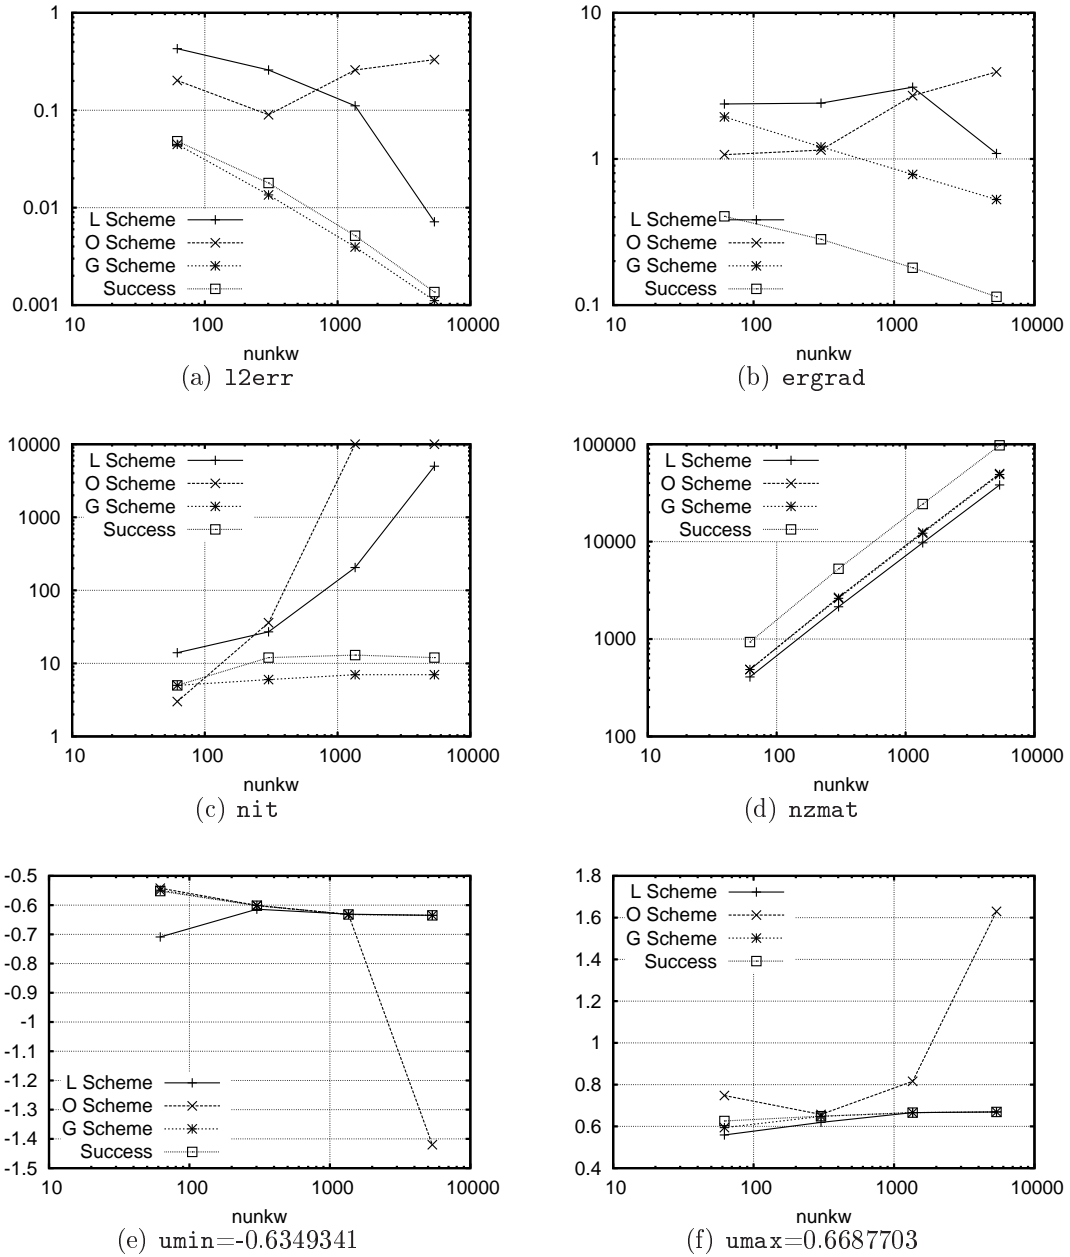 1
0.1
0.01
0.001
L Scheme
O Scheme
G Scheme
Success
10
100
1000
10000
nunkw
(a) l2err
10
1
0.1
L Scheme
O Scheme
G Scheme
Success
10
100
1000
10000
nunkw
(b) ergrad
10000
1000
100
10
1
L Scheme
O Scheme
G Scheme
Success
10
100
1000
10000
nunkw
(c) nit
100000
10000
1000
100
L Scheme
O Scheme
G Scheme
Success
10
100
1000
10000
nunkw
(d) nzmat
-0.5
-0.6
-0.7
-0.8
-0.9
-1
-1.1
-1.2
-1.3
-1.4
-1.5
L Scheme
O Scheme
G Scheme
Success
10
100
1000
10000
nunkw
(e) umin=-0.6349341
1.8
1.6
1.4
1.2
1
0.8
0.6
0.4
L Scheme
O Scheme
G Scheme
Success
10
100
1000
10000
nunkw
(f) umax=0.6687703